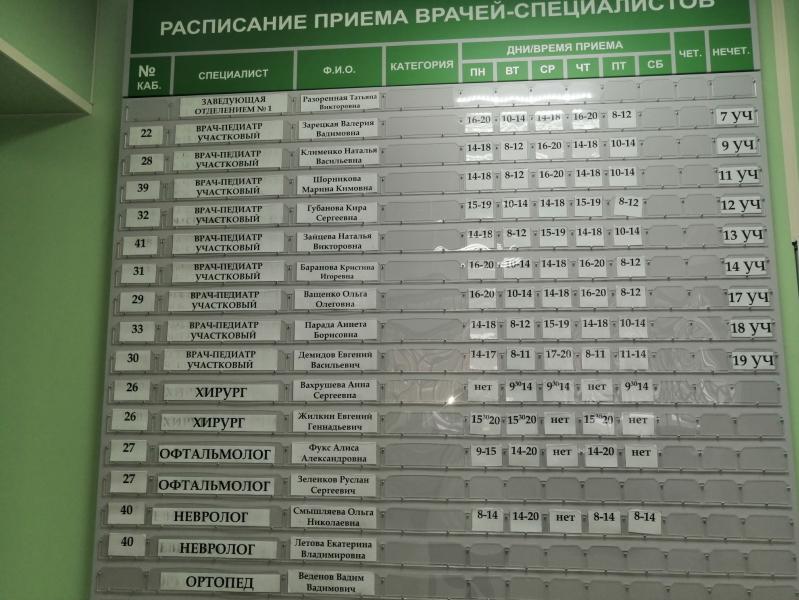 РАСПИСАНИЕ ПРИЕМА ВРАЧЕЙ-СПЕЦИАЛИСТОВ
№ КАБ. СПЕЦИАЛИСТ Ф.И.О. КАТЕГОРИЯ ДНИ/ВРЕМЯ ПРИЕМА ЧЕТ. НЕЧЕТ.
ПН ВТ СР ЧТ ПТ СБ
ЗАВЕДУЮЩАЯ Разоренная Татьяна
ОТДЕЛЕНИЕМ № 1 Викторовна
22 ВРАЧ-ПЕДИАТР Зарецкая Валерия 16-20 10-14 14-18 16-20 8-12 7 УЧ
УЧАСТКОВЫЙ Вадимовна
28 ВРАЧ-ПЕДИАТР Клименко Наталья 14-18 8-12 16-20 14-18 10-14 9 УЧ
УЧАСТКОВЫЙ Васильевна
39 ВРАЧ-ПЕДИАТР Шорникова 14-18 8-12 16-20 14-18 10-14 11 УЧ
УЧАСТКОВЫЙ Марина Кимовна
32 ВРАЧ-ПЕДИАТР Губанова Кира 15-19 10-14 14-18 15-19 8-12 12 УЧ
УЧАСТКОВЫЙ Сергеевна
41 ВРАЧ-ПЕДИАТР Зайцева Наталья 14-18 8-12 15-19 14-18 10-14 13 УЧ
УЧАСТКОВЫЙ Викторовна
31 ВРАЧ-ПЕДИАТР Баранова Кристина 16-20 10-14 14-18 16-20 8-12 14 УЧ
УЧАСТКОВЫЙ Игоревна
29 ВРАЧ-ПЕДИАТР Ващенко Ольга 16-20 10-14 14-18 16-20 8-12 17 УЧ
УЧАСТКОВЫЙ Олеговна
33 ВРАЧ-ПЕДИАТР Парада Аннета 14-18 8-12 15-19 14-18 10-14 18 УЧ
УЧАСТКОВЫЙ Борисовна
30 ВРАЧ-ПЕДИАТР Демидов Евгений 14-17 8-11 17-20 8-11 11-14 19 УЧ
УЧАСТКОВЫЙ Васильевич
26 ХИРУРГ Вахрушева Анна нет 9³⁰14 9³⁰14 нет 9³⁰14
Сергеевна
26 ХИРУРГ Жилкин Евгений 15³⁰20 15³⁰20 нет 15³⁰20 нет
Геннадьевич
27 ОФТАЛЬМОЛОГ Фукс Алиса 9-15 14-20 нет 14-20 нет
Александровна
27 ОФТАЛЬМОЛОГ Зеленков Руслан
Сергеевич
40 НЕВРОЛОГ Смышляева Ольга 8-14 14-20 нет 8-14 8-14
Николаевна
40 НЕВРОЛОГ Летова Екатерина
Владимировна
ОРТОПЕД Веденов Вадим
Вадимович